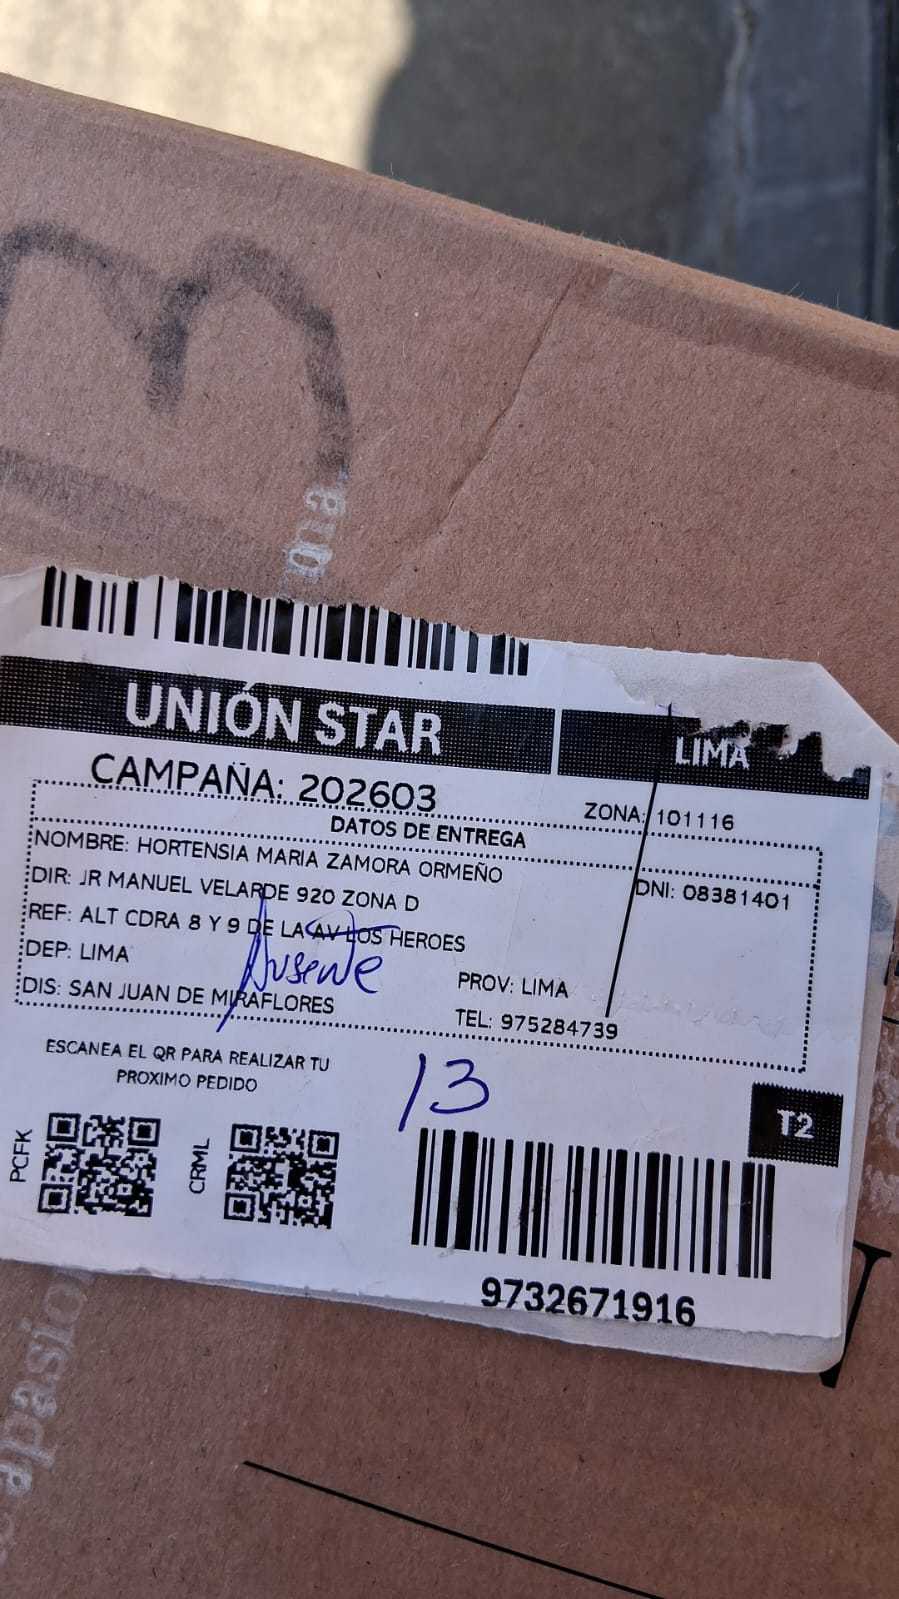 ana.
UNIÓN STAR
LIMA
CAMPAÑA: 202603
ZONA: 101116
DATOS DE ENTREGA
NOMBRE: HORTENSIA MARIA ZAMORA ORMEÑO
DNI: 08381401
DIR: JR MANUEL VELARDE 920 ZONA D
REF: ALT CDRA 8 Y 9 DE LA AV LOS HEROES
DEP: LIMA
PROV: LIMA
Ausente
DIS: SAN JUAN DE MIRAFLORES
TEL: 975284739
ESCANEA EL QR PARA REALIZAR TU
PROXIMO PEDIDO
13
T2
PCFK
CRML
9732671916
apasion